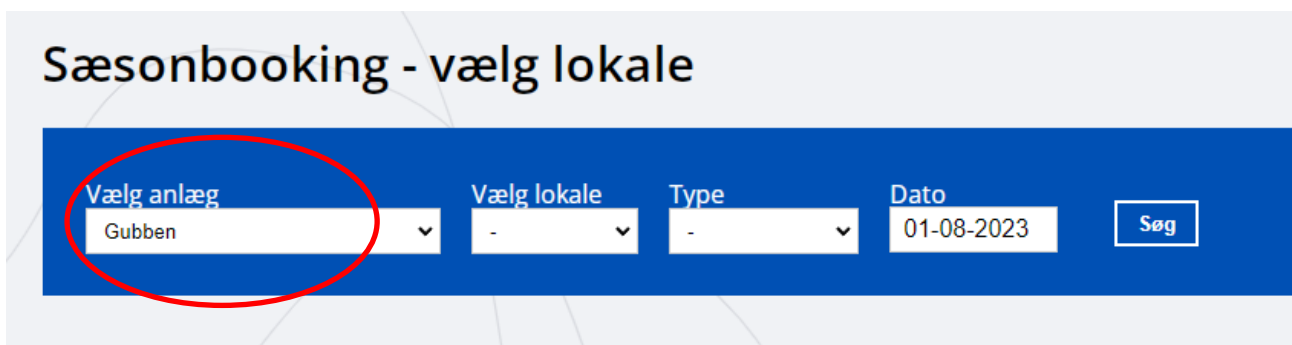 Sæsonbooking - vælg lokale
Vælg anlæg Vælg lokale Type Dato
Gubben - - 01-08-2023 Søg